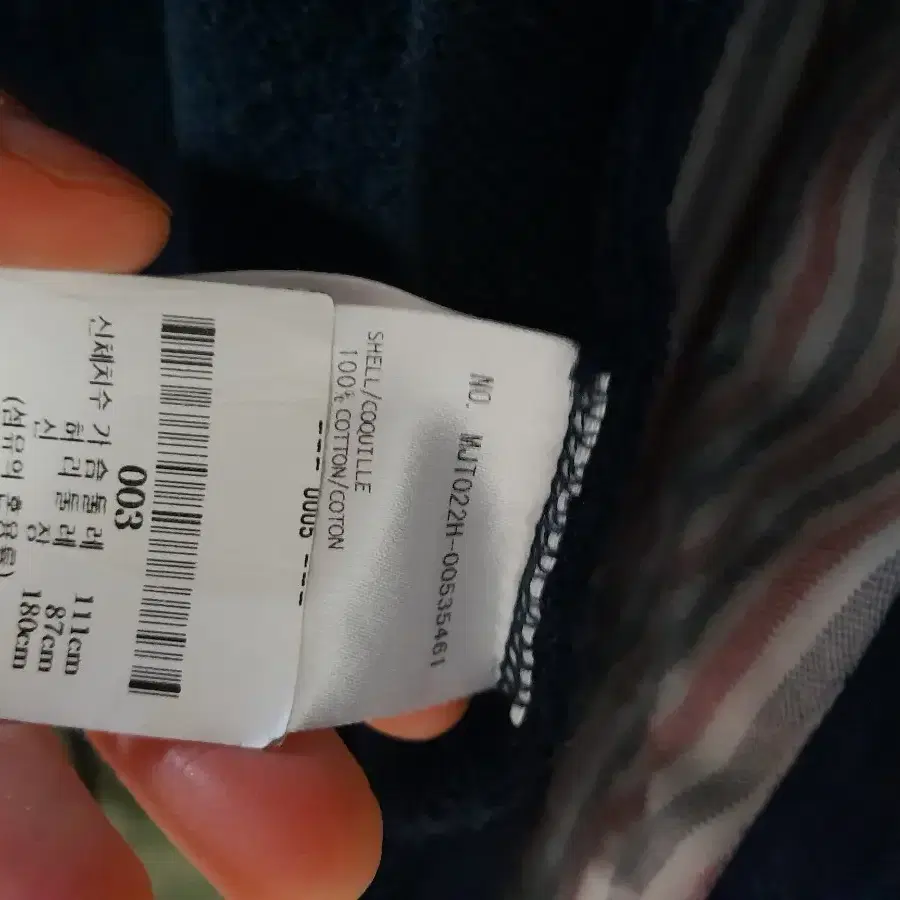 NO. MJT022H-00535461
SHELL/COQUILLE
100% COTTON/COTON
0005
003
신체치수 가슴둘레 111cm
허리둘레 87cm
신 장 180cm
(섬유의 혼용률)